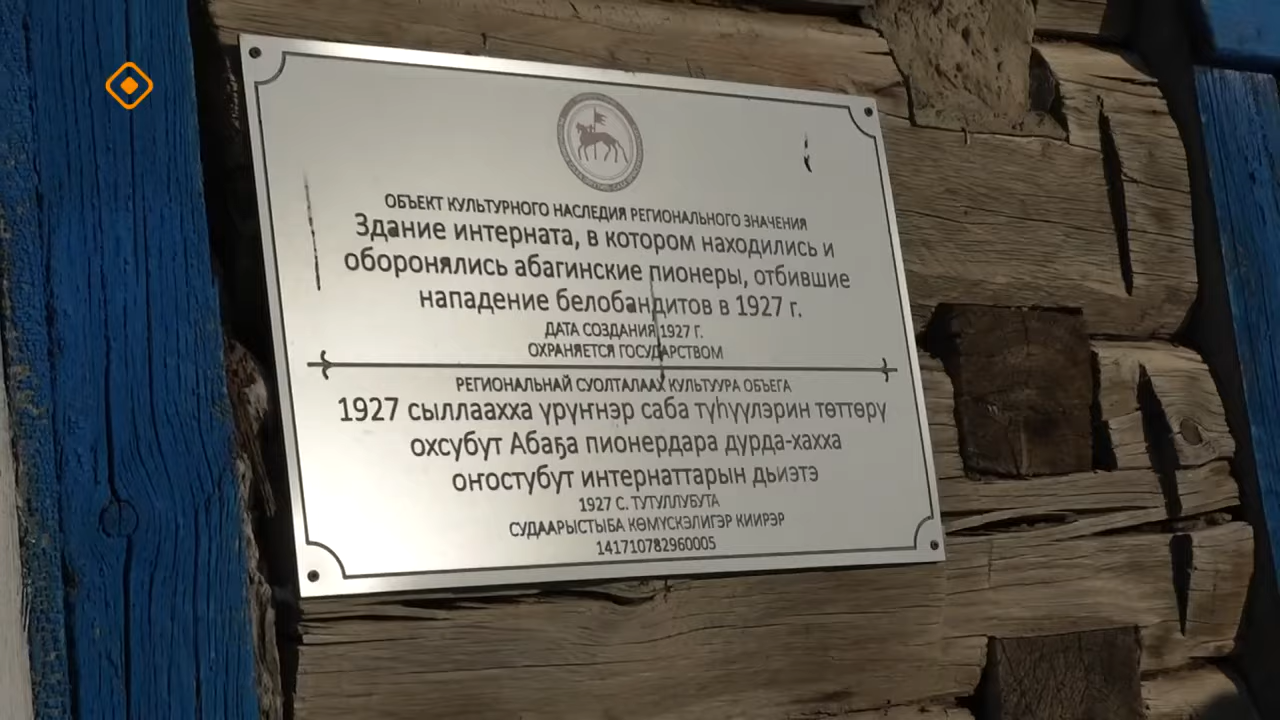 ОБЪЕКТ КУЛЬТУРНОГО НАСЛЕДИЯ РЕГИОНАЛЬНОГО ЗНАЧЕНИЯ
Здание интерната, в котором находились и
оборонялись абагинские пионеры, отбившие
нападение белобандитов в 1927 г.
ДАТА СОЗДАНИЯ 1927 Г.
ОХРАНЯЕТСЯ ГОСУДАРСТВОМ
РЕГИОНАЛЬНАЙ СУОЛТАЛААХ КУЛЬТУУРА ОБЪЕГА
1927 сыллаахха үрүҥнэр саба түһүүлэрин төттөрү
охсубут Абаҕа пионердара дурда-хахха
оҥостубут интернаттарын дьиэтэ
1927 С. ТУТУЛЛУБУТА
СУДААРЫСТЫБА КӨМҮСКЭЛИГЭР КИИРЭР
141710782960005